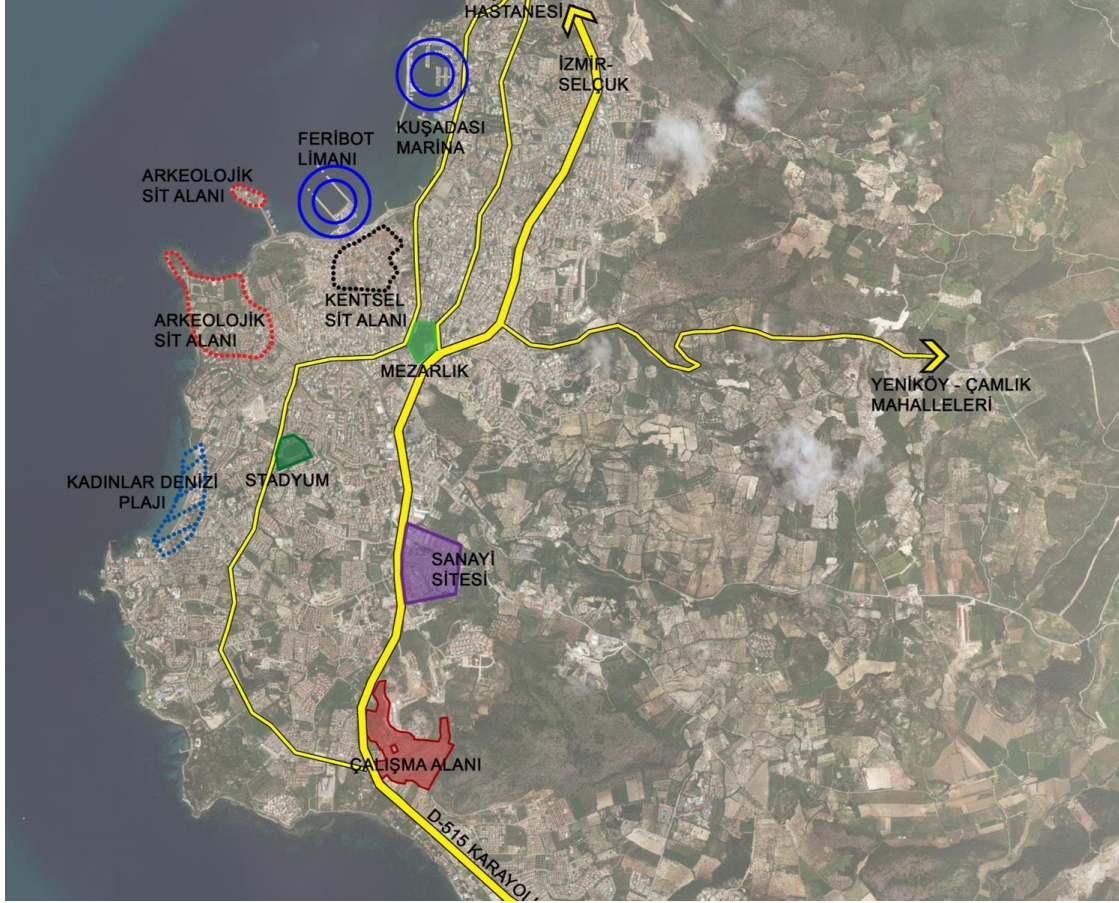 HASTANESİ
İZMİR-
SELÇUK
KUŞADASI
MARİNA
FERİBOT
LİMANI
ARKEOLOJİK
SİT ALANI
KENTSEL
SİT ALANI
ARKEOLOJİK
SİT ALANI
MEZARLIK
YENİKÖY - ÇAMLIK
MAHALLELERİ
STADYUM
KADINLAR DENİZİ
PLAJI
SANAYİ
SİTESİ
ÇALIŞMA ALANI
D-515 KARAYOLU